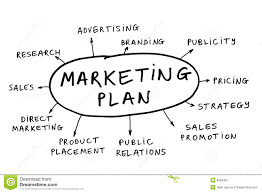 ADVERTISING
BRANDING
PUBLICITY
RESEARCH
MARKETING
PLAN
SALES
PRICING
STRATEGY
DIRECT
MARKETING
SALES
PROMOTION
PRODUCT
PLACEMENT
PUBLIC
RELATIONS